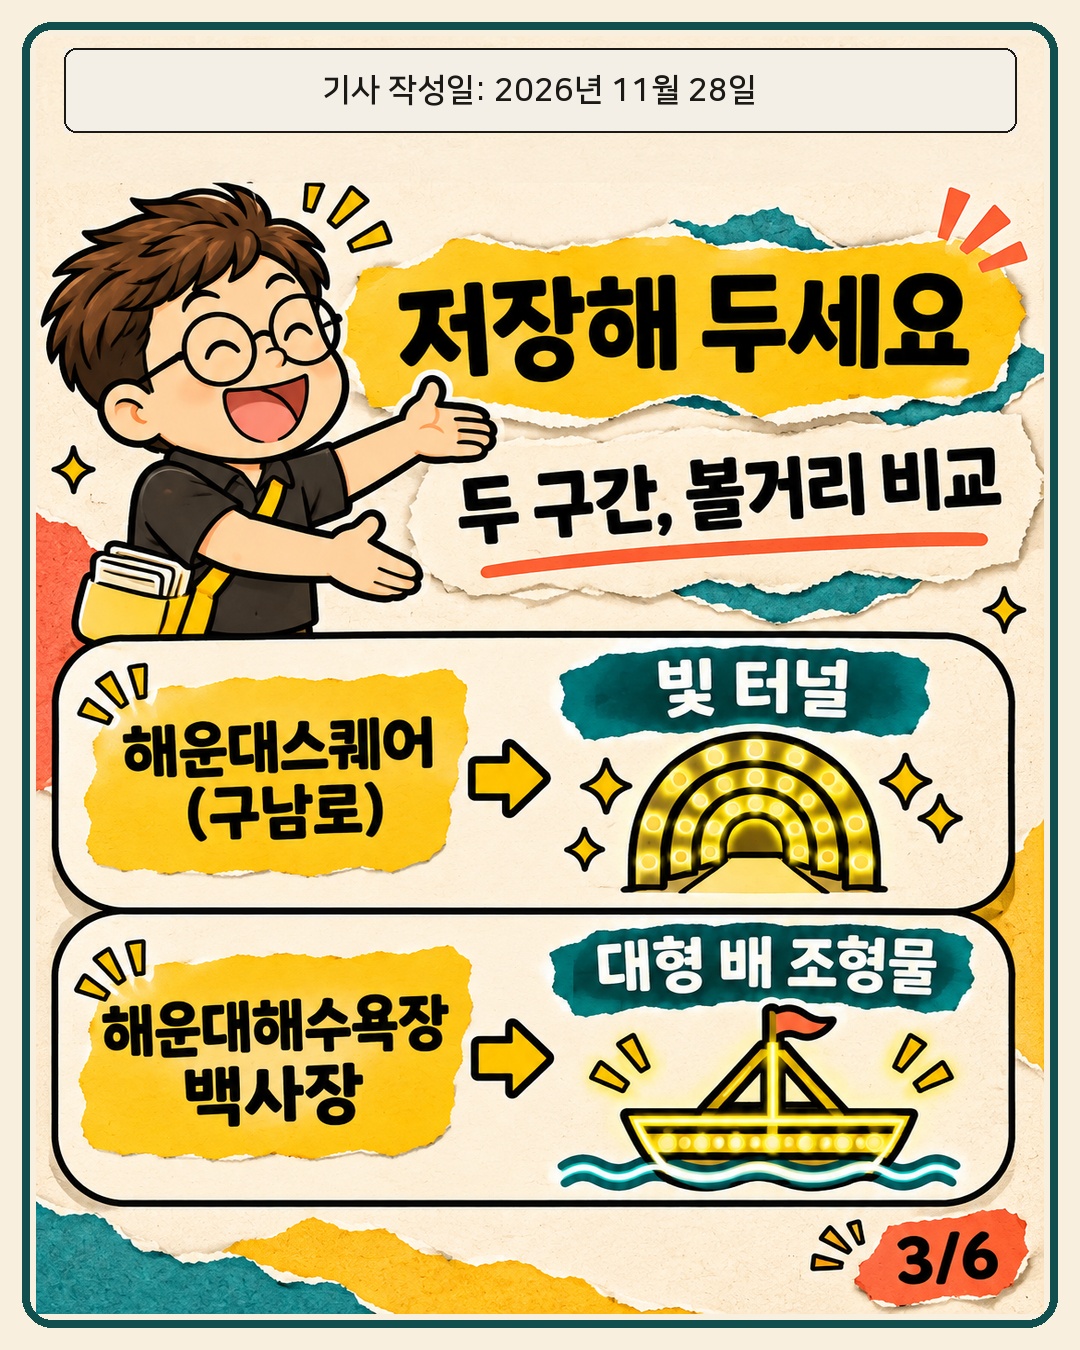 기사 작성일: 2026년 11월 28일
저장해 두세요
두 구간, 볼거리 비교
해운대스퀘어
(구남로)
빛 터널
해운대해수욕장
백사장
대형 배 조형물
3/6